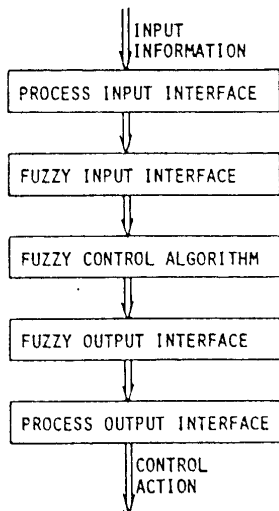 INPUT
INFORMATION
PROCESS INPUT INTERFACE
FUZZY INPUT INTERFACE
FUZZY CONTROL ALGORITHM
FUZZY OUTPUT INTERFACE
PROCESS OUTPUT INTERFACE
CONTROL
ACTION